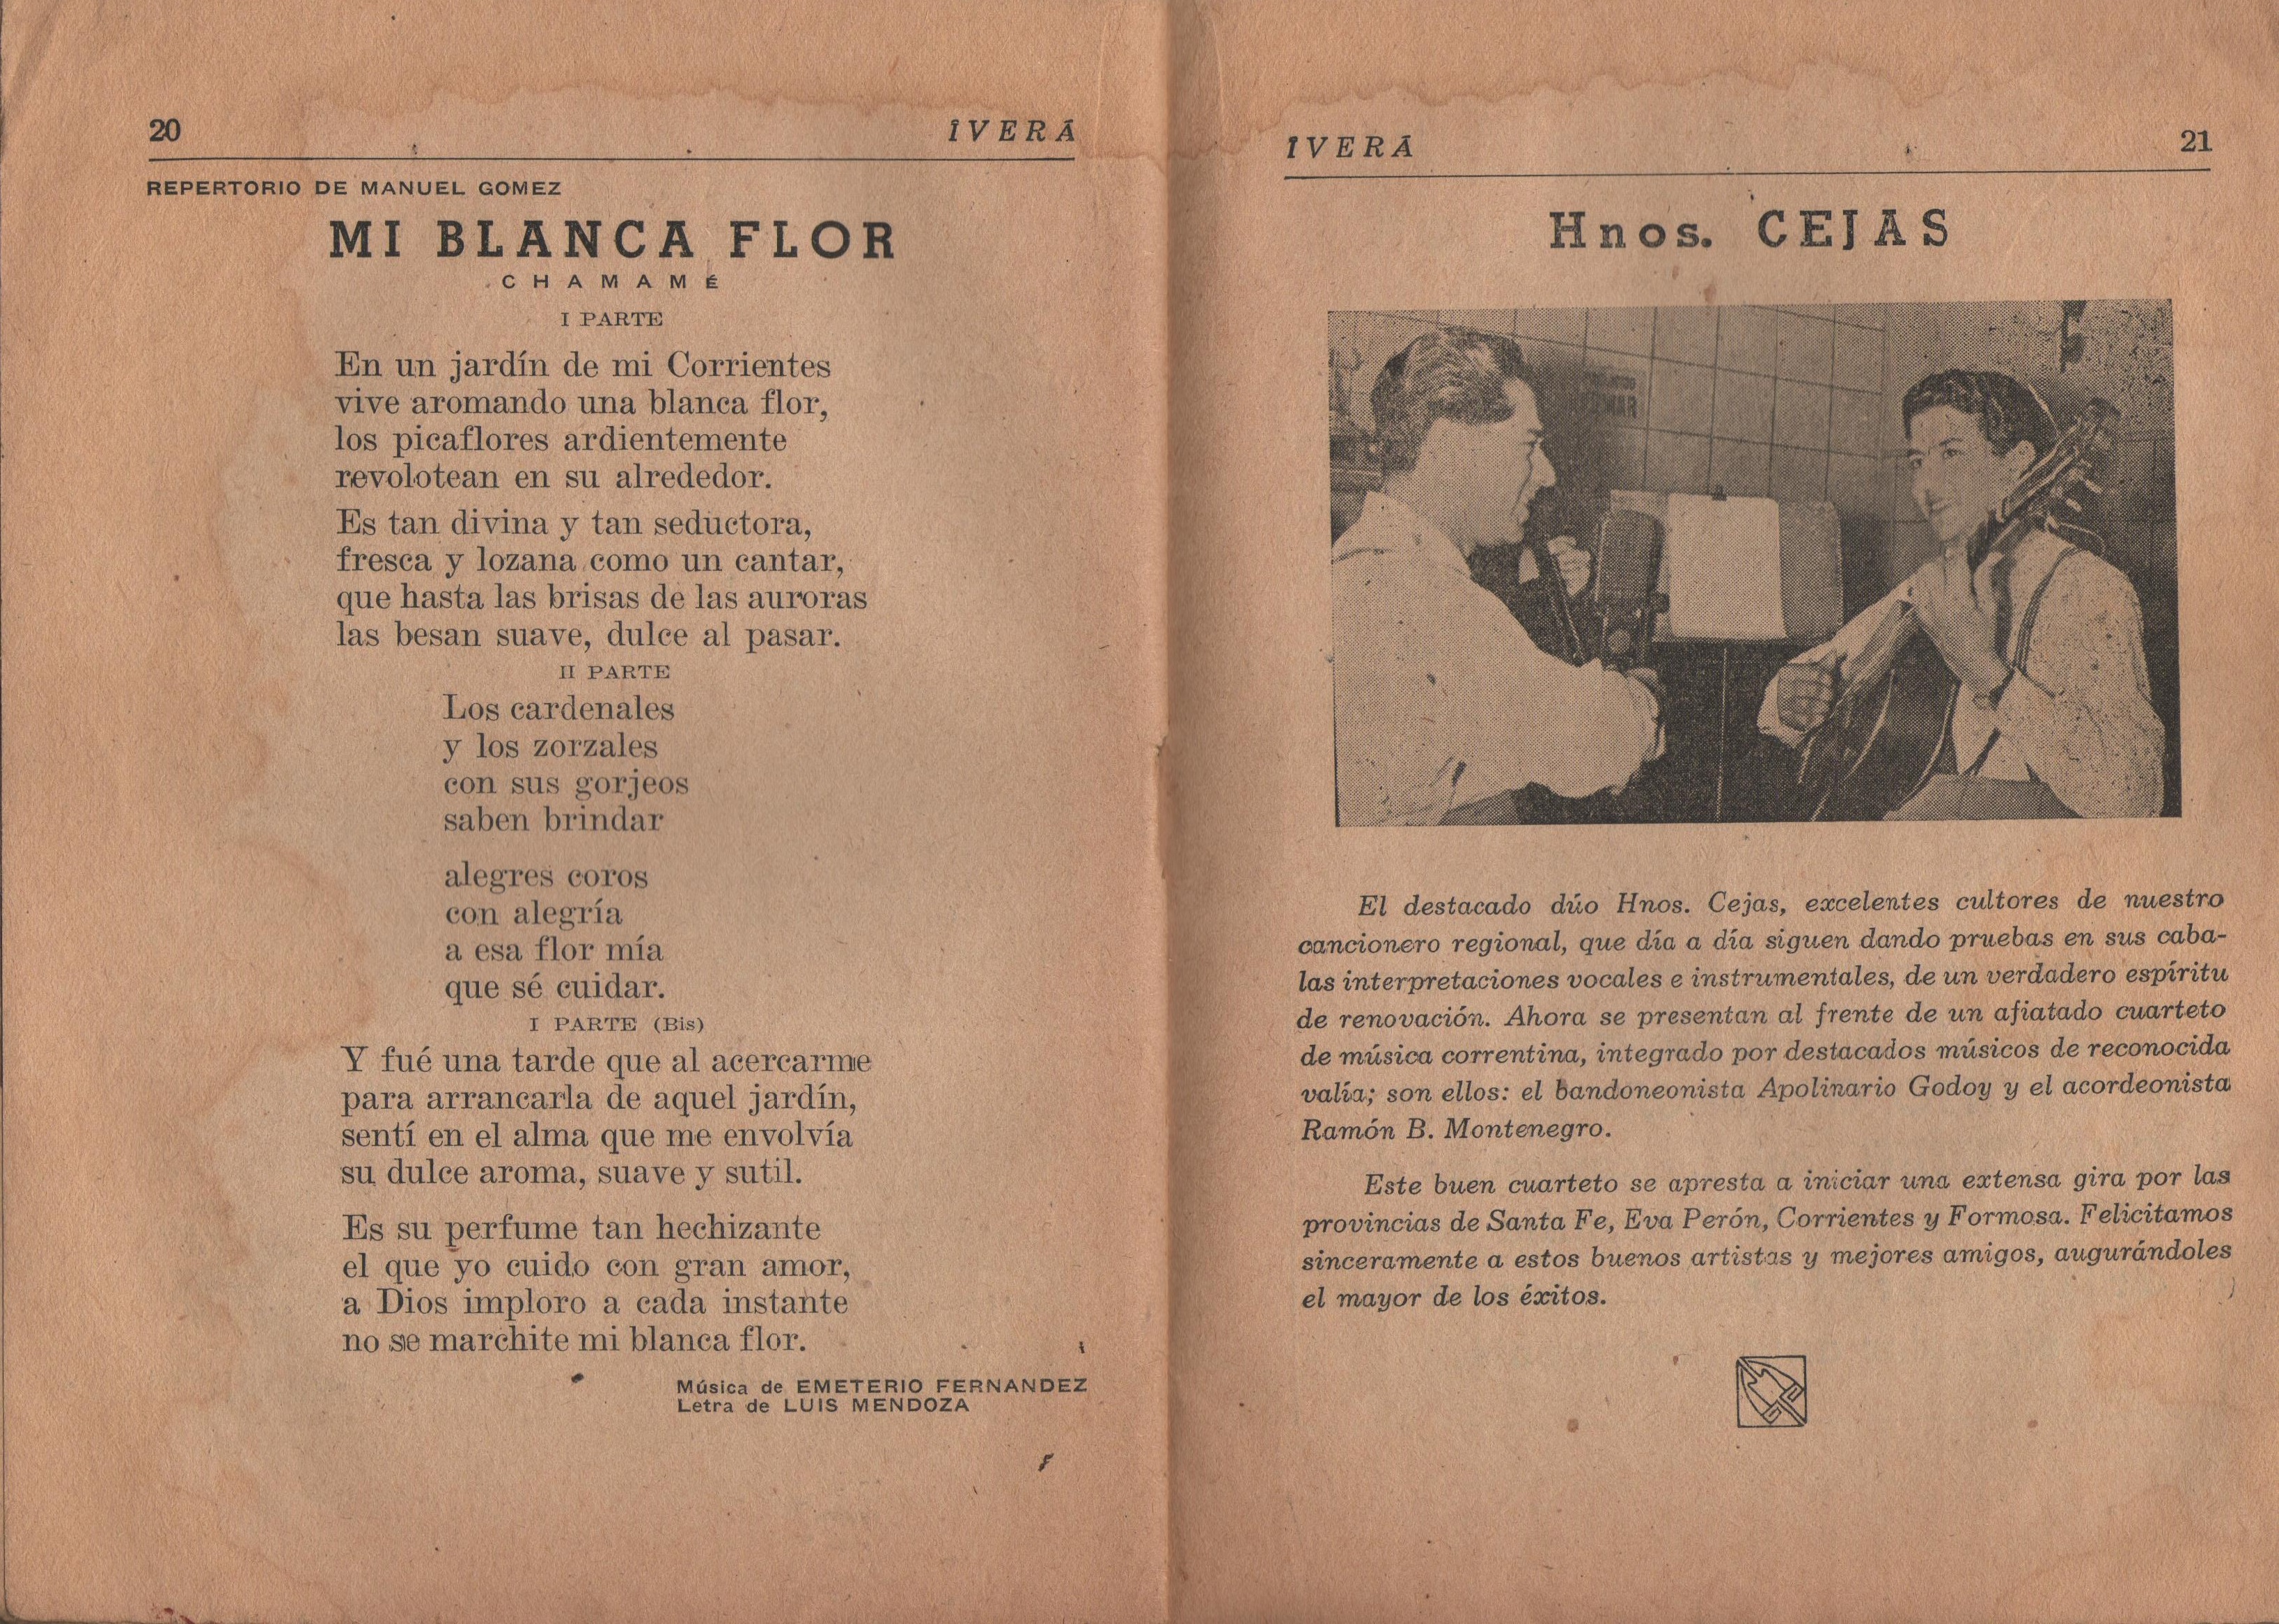 20
ÎVERÃ
REPERTORIO DE MANUEL GOMEZ
MI BLANCA FLOR
CHAMAMÉ
I PARTE
En un jardín de mi Corrientes
vive aromando una blanca flor,
los picaflores ardientemente
revolotean en su alrededor.
Es tan divina y tan seductora,
fresca y lozana como un cantar,
que hasta las brisas de las auroras
las besan suave, dulce al pasar.
II PARTE
Los cardenales
y los zorzales
con sus gorjeos
saben brindar
alegres coros
con alegría
a esa flor mía
que sé cuidar.
I PARTE (Bis)
Y fué una tarde que al acercarme
para arrancarla de aquel jardín,
sentí en el alma que me envolvía
su dulce aroma, suave y sutil.
Es su perfume tan hechizante
el que yo cuido con gran amor,
a Dios imploro a cada instante
no se marchite mi blanca flor.
Música de EMETERIO FERNANDEZ
Letra de LUIS MENDOZA
ÎVERÃ
21
Hnos. CEJAS
El destacado dúo Hnos. Cejas, excelentes cultores de nuestro
cancionero regional, que día a día siguen dando pruebas en sus caba-
las interpretaciones vocales e instrumentales, de un verdadero espíritu
de renovación. Ahora se presentan al frente de un afiatado cuarteto
de música correntina, integrado por destacados músicos de reconocida
valía; son ellos: el bandoneonista Apolinario Godoy y el acordeonista
Ramón B. Montenegro.
Este buen cuarteto se apresta a iniciar una extensa gira por las
provincias de Santa Fe, Eva Perón, Corrientes y Formosa. Felicitamos
sinceramente a estos buenos artistas y mejores amigos, augurándoles
el mayor de los éxitos.